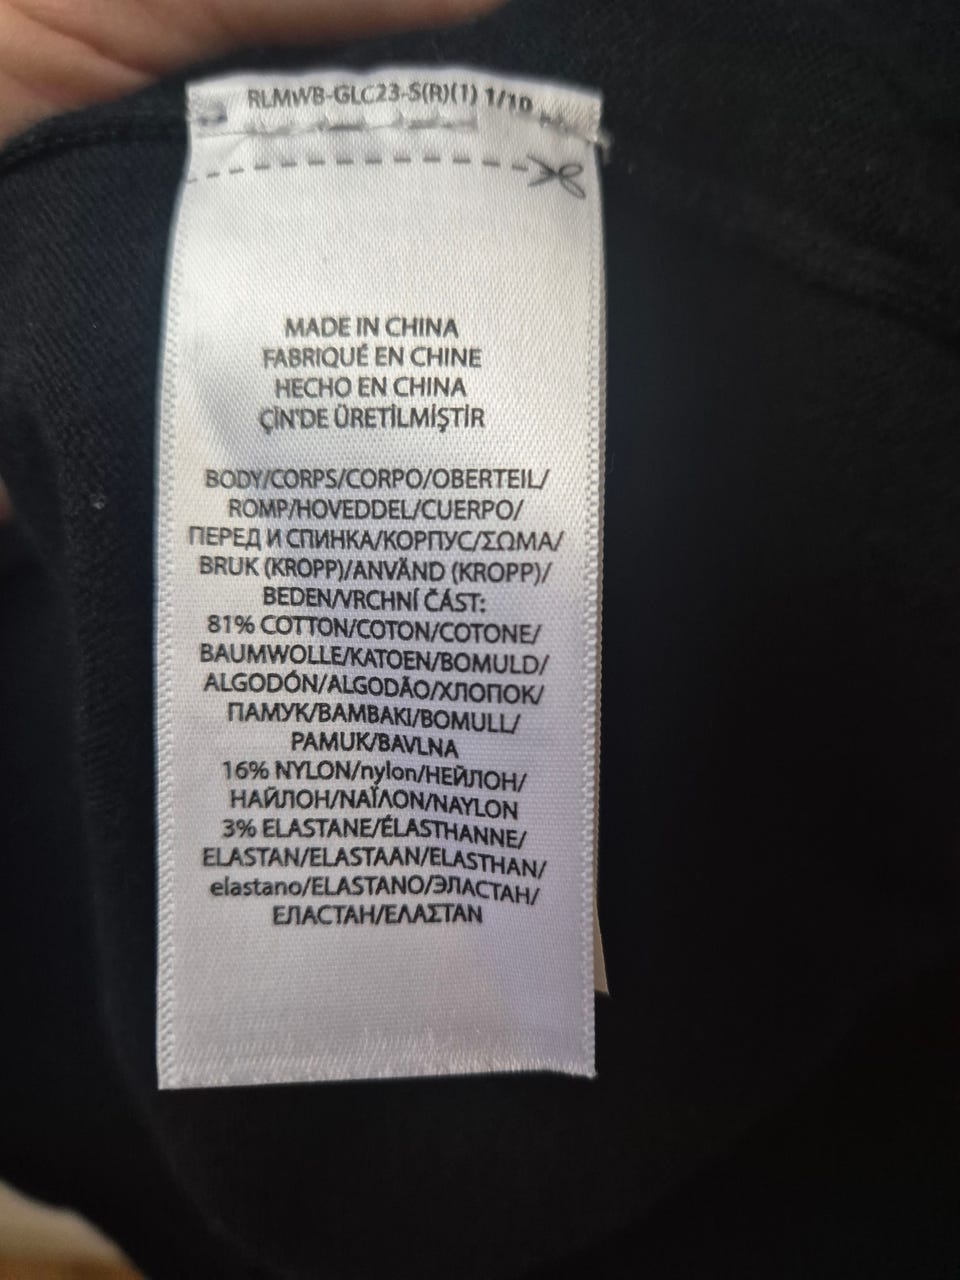 RLMWB-GLC23-S(R)(1) 1/10
MADE IN CHINA
FABRIQUÉ EN CHINE
HECHO EN CHINA
ÇİN'DE ÜRETİLMİŞTİR
BODY/CORPS/CORPO/OBERTEIL/
ROMP/HOVEDDEL/CUERPO/
ПЕРЕД И СПИНКА/КОРПУС/ΣΩΜΑ/
BRUK (KROPP)/ANVÄND (KROPP)/
BEDEN/VRCHNÍ ČÁST:
81% COTTON/COTON/COTONE/
BAUMWOLLE/KATOEN/BOMULD/
ALGODÓN/ALGODÃO/ХЛОПОК/
ПАМУК/ΒΑΜΒΑΚΙ/BOMULL/
PAMUK/BAVLNA
16% NYLON/nylon/НЕЙЛОН/
НАЙЛОН/ΝΑΪΛΟΝ/NAYLON
3% ELASTANE/ÉLASTHANNE/
ELASTAN/ELASTAAN/ELASTHAN/
elastano/ELASTANO/ЭЛАСТАН/
ЕЛАСТАН/ΕΛΑΣΤΑΝ